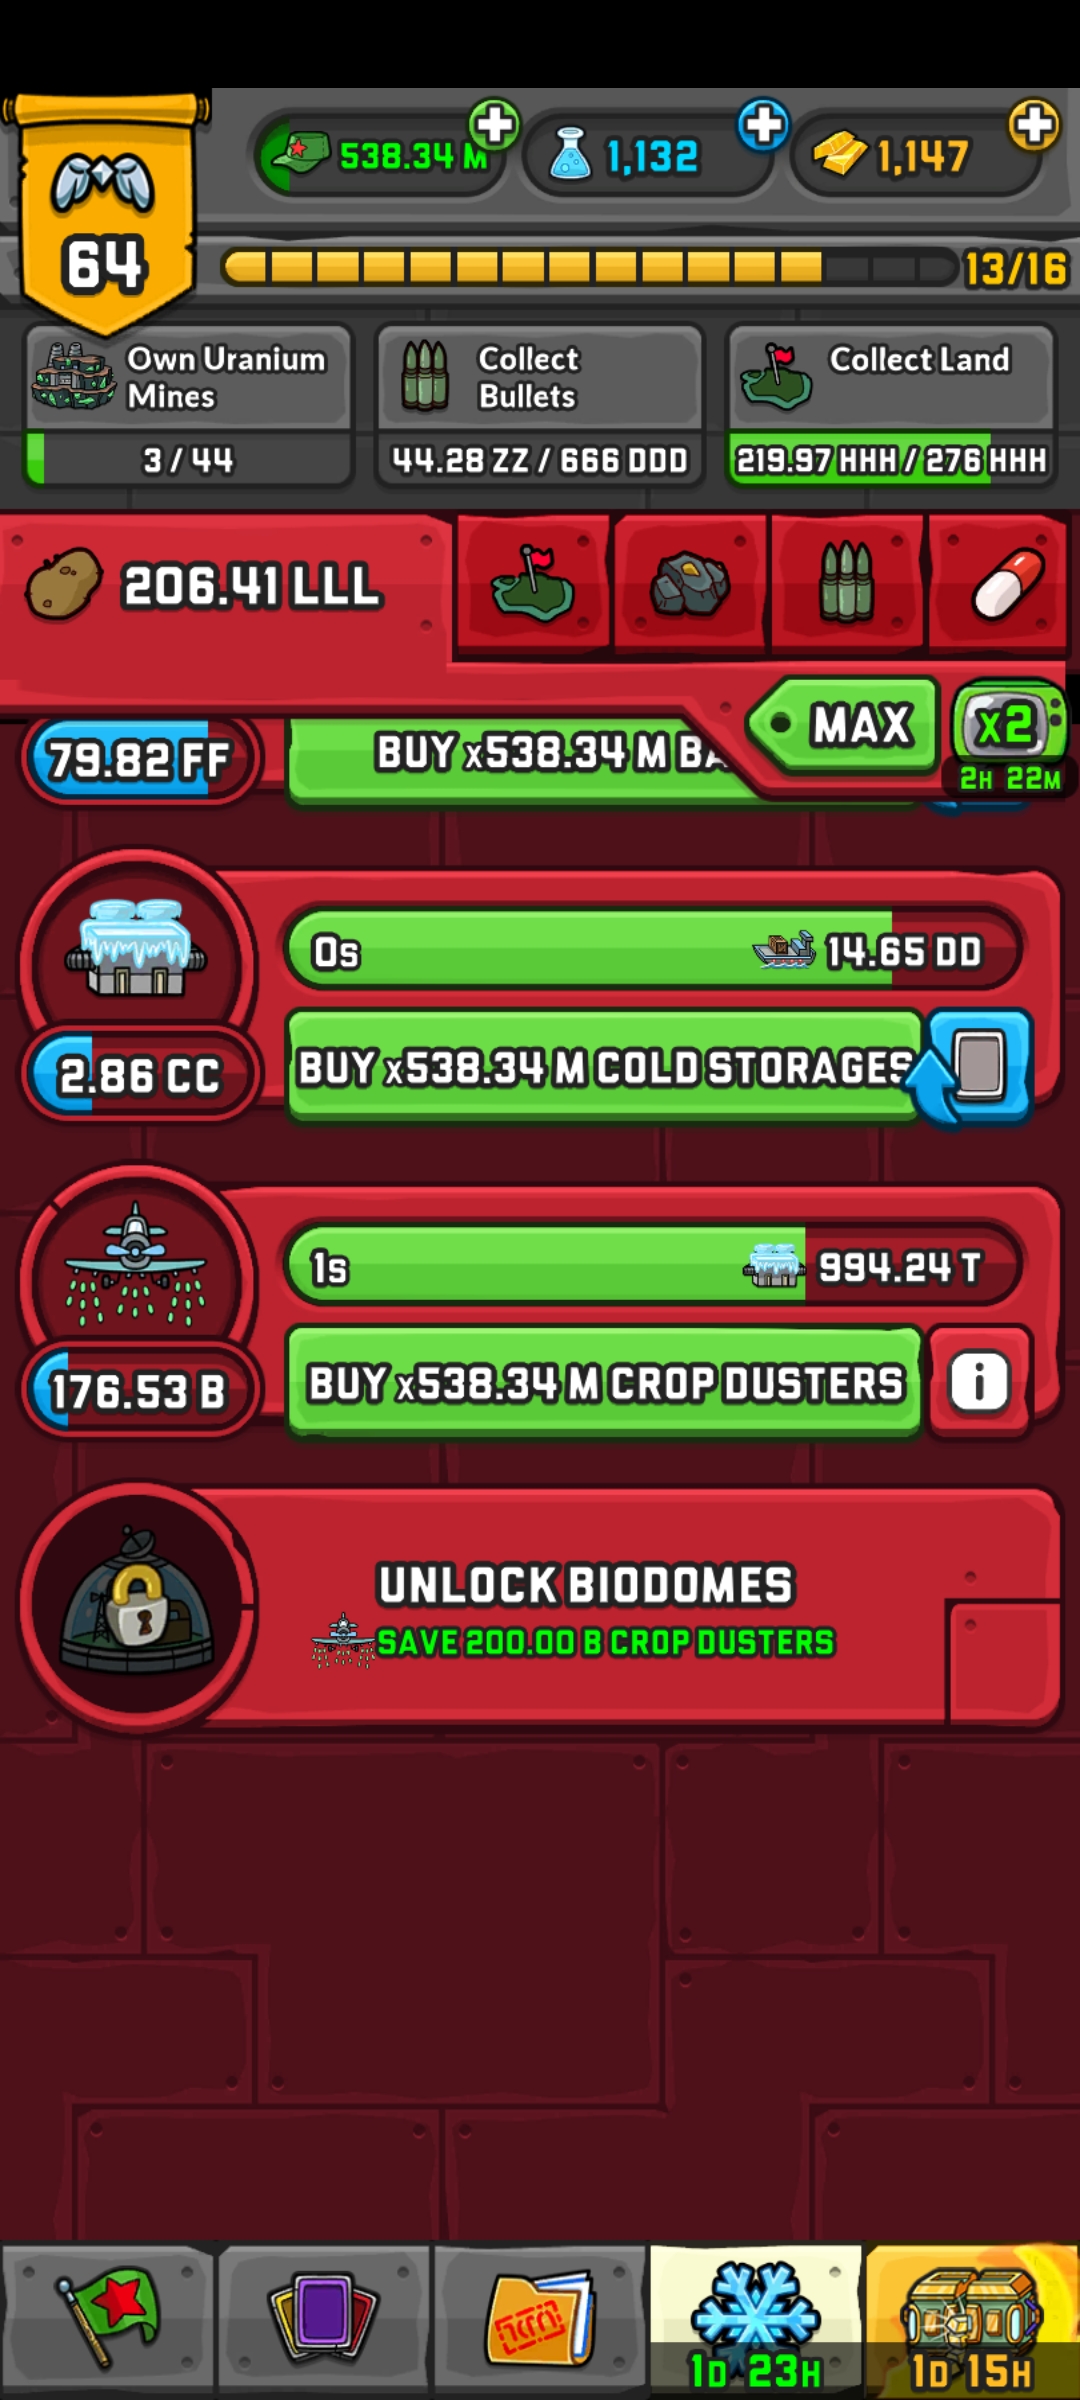 538.34 M
1,132
1,147
64
13/16
Own Uranium
Mines
3 / 44
Collect
Bullets
44.28 ZZ / 666 DDD
Collect Land
219.97 HHH / 276 HHH
206.41 LLL
MAX
x2
2H 22M
79.82 FF
BUY x538.34 M BA
0s
14.65 DD
2.86 CC
BUY x538.34 M COLD STORAGES
1s
994.24 T
176.53 B
BUY x538.34 M CROP DUSTERS
i
UNLOCK BIODOMES
SAVE 200.00 B CROP DUSTERS
1D 23H
1D 15H